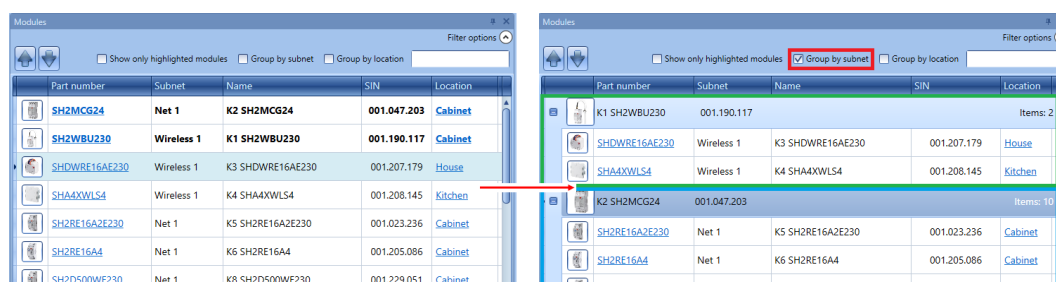 Modules
Filter options
Show only highlighted modules Group by subnet Group by location
Part number Subnet Name SIN Location
SH2MCG24 Net 1 K2 SH2MCG24 001.047.203 Cabinet
SH2WBU230 Wireless 1 K1 SH2WBU230 001.190.117 Cabinet
SHDWRE16AE230 Wireless 1 K3 SHDWRE16AE230 001.207.179 House
SHA4XWLS4 Wireless 1 K4 SHA4XWLS4 001.208.145 Kitchen
SH2RE16A2E230 Net 1 K5 SH2RE16A2E230 001.023.236 Cabinet
SH2RE16A4 Net 1 K6 SH2RE16A4 001.205.086 Cabinet
SH2D500WE230 Net 1 K8 SH2D500WE230 001.229.051 Cabinet
Modules
Filter options
Show only highlighted modules Group by subnet Group by location
Part number Subnet Name SIN Location
K1 SH2WBU230 001.190.117 Items: 2
SHDWRE16AE230 Wireless 1 K3 SHDWRE16AE230 001.207.179 House
SHA4XWLS4 Wireless 1 K4 SHA4XWLS4 001.208.145 Kitchen
K2 SH2MCG24 001.047.203 Items: 10
SH2RE16A2E230 Net 1 K5 SH2RE16A2E230 001.023.236 Cabinet
SH2RE16A4 Net 1 K6 SH2RE16A4 001.205.086 Cabinet